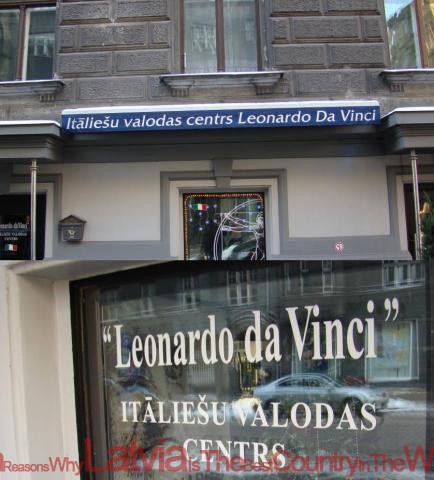 Itāliešu valodas centrs Leonardo Da Vinci
"Leonardo da Vinci"
ITĀLIEŠU VALODAS
CENTRS
Reasons Why Latvia Is The Best Country In The W